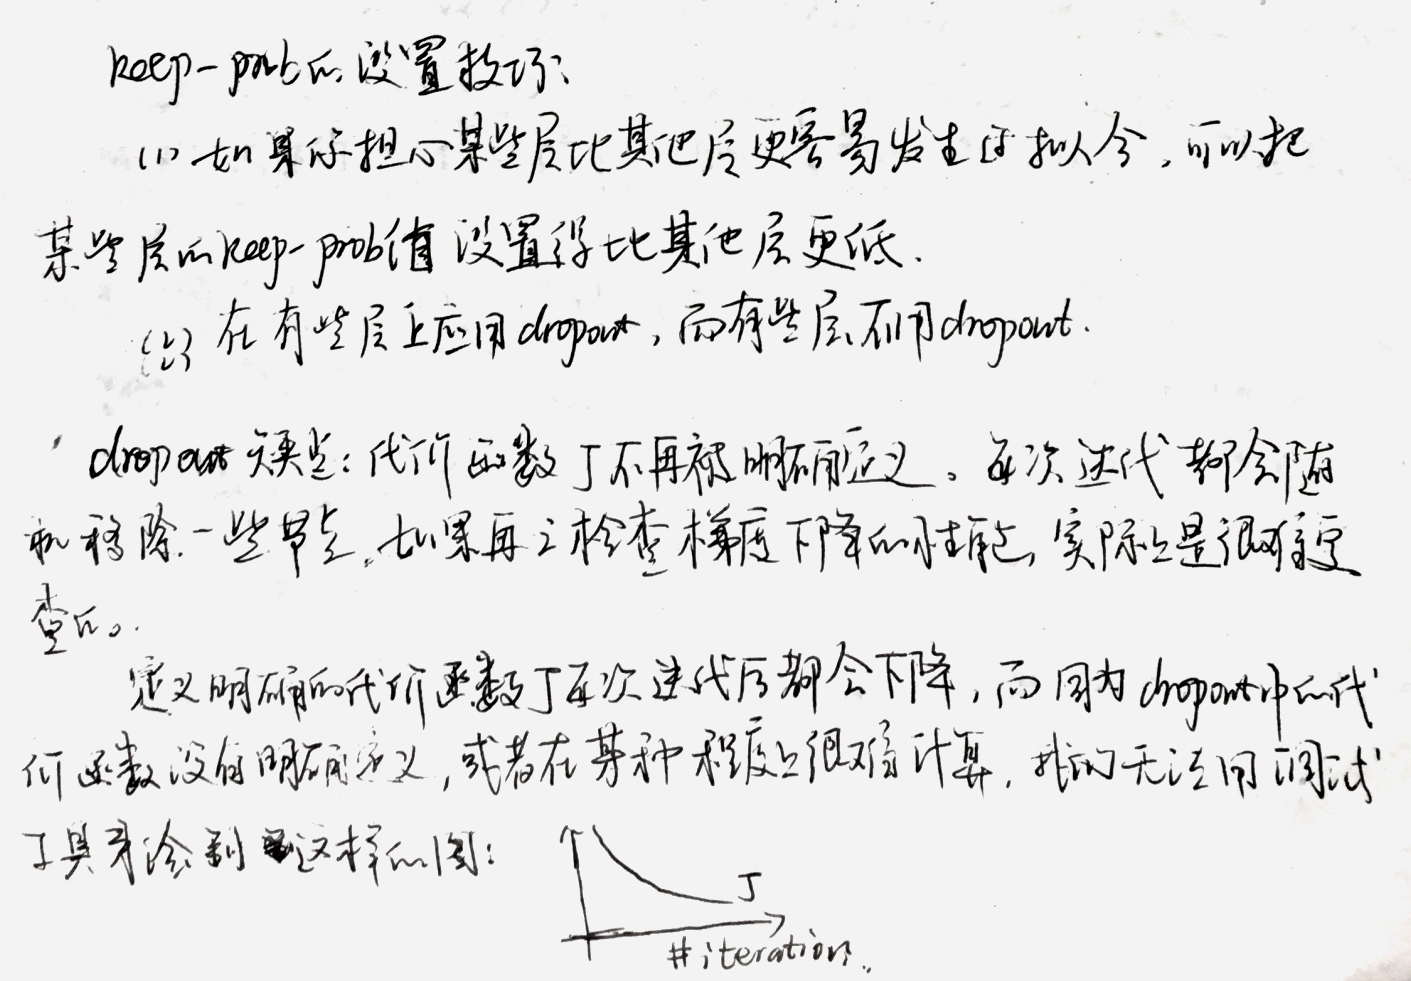 keep-prob的设置技巧:
(1) 如果你担心某些层比其他层更容易发生过拟合,可以把
某些层的keep-prob值设置得比其他层更低.
(2) 在有些层上应用dropout,而有些层不用dropout.
dropout缺点:代价函数J不再被明确定义。每次迭代都会随
机移除一些节点,如果再三检查梯度下降的性能,实际上是很难复
查的。
定义明确的代价函数J每次迭代后都会下降,而因为dropout中的代
价函数没有明确定义,或者在某种程度上很难计算,我们无法用调试
工具来绘制这样的图:
J
#iteration.